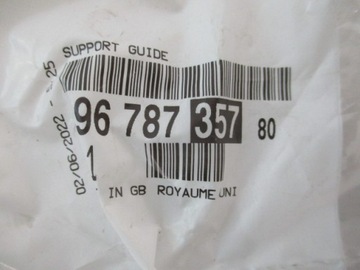 SUPPORT GUIDE
96 787 357 80
1
IN GB ROYAUME UNI
02/06/2022 -